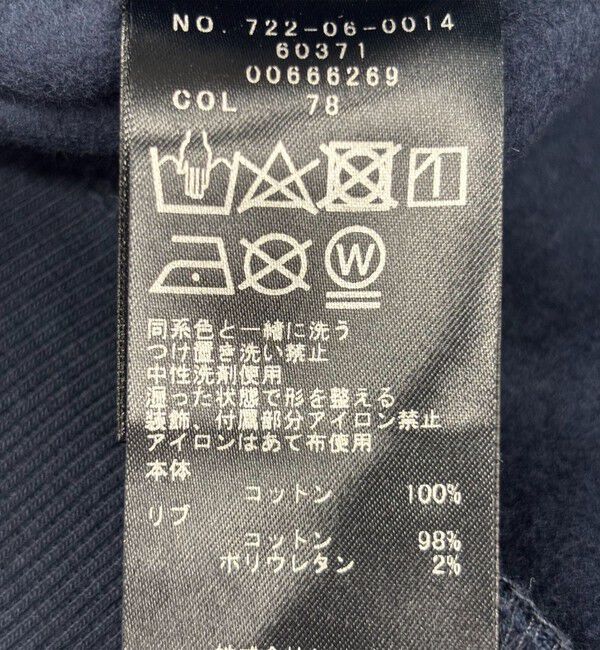 NO. 722-06-0014
60371
00666269
COL 78
W
同系色と一緒に洗う
つけ置き洗い禁止
中性洗剤使用
湿った状態で形を整える
装飾、付属部分アイロン禁止
アイロンはあて布使用
本体
コットン 100%
リブ
コットン 98%
ポリウレタン 2%